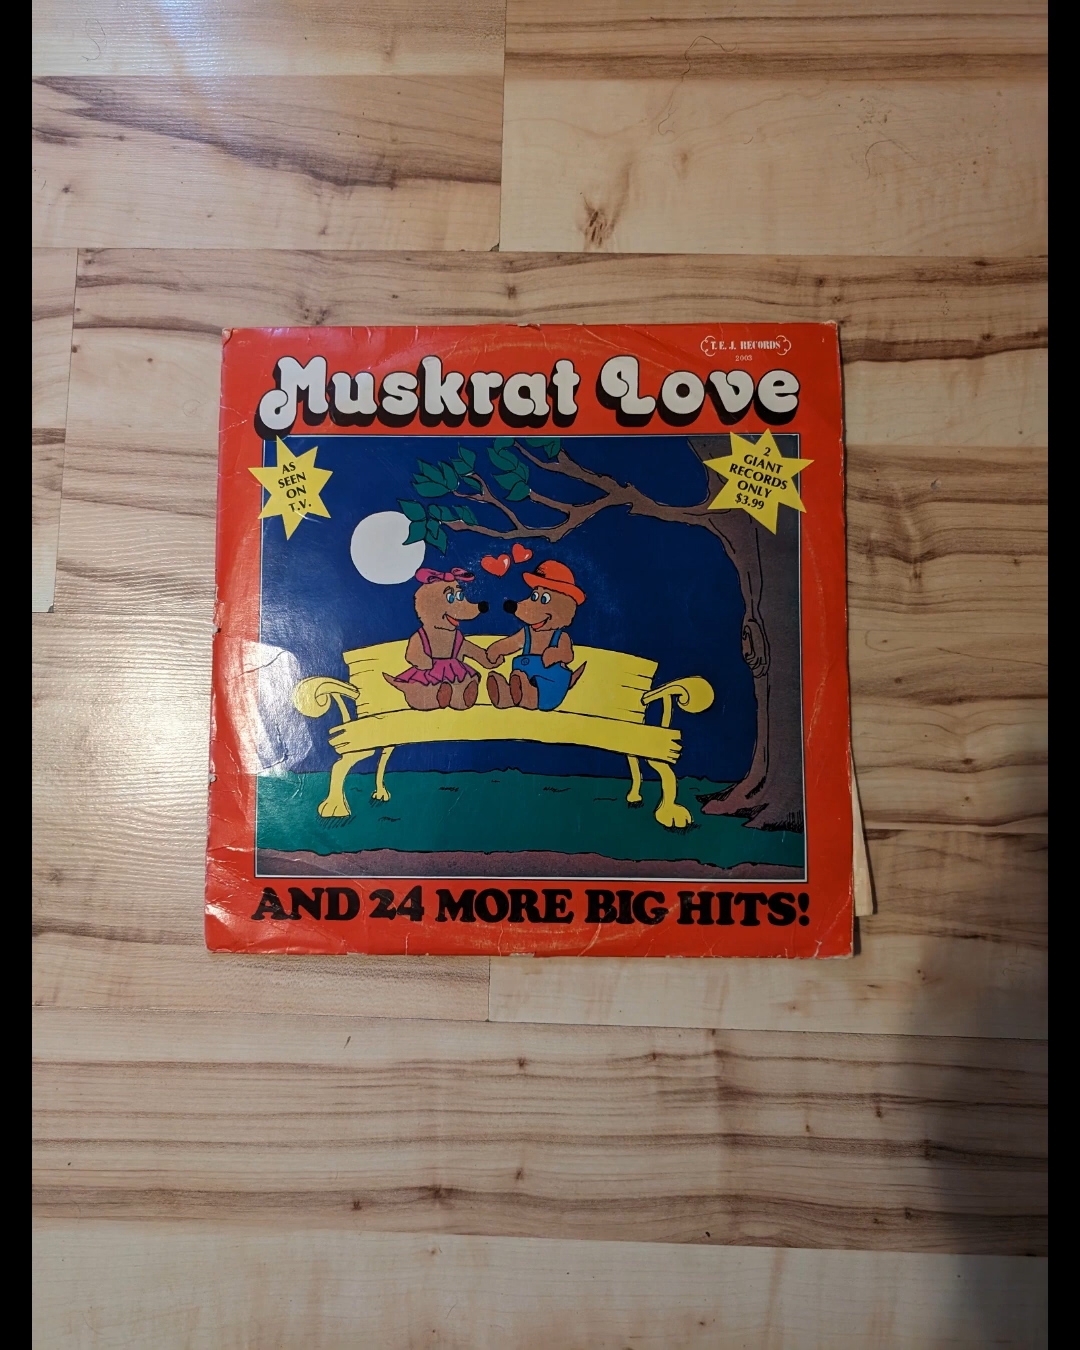 T. E. J. RECORDS
2003
Muskrat Love
AS
SEEN
ON
T.V.
2
GIANT
RECORDS
ONLY
$3.99
AND 24 MORE BIG HITS!